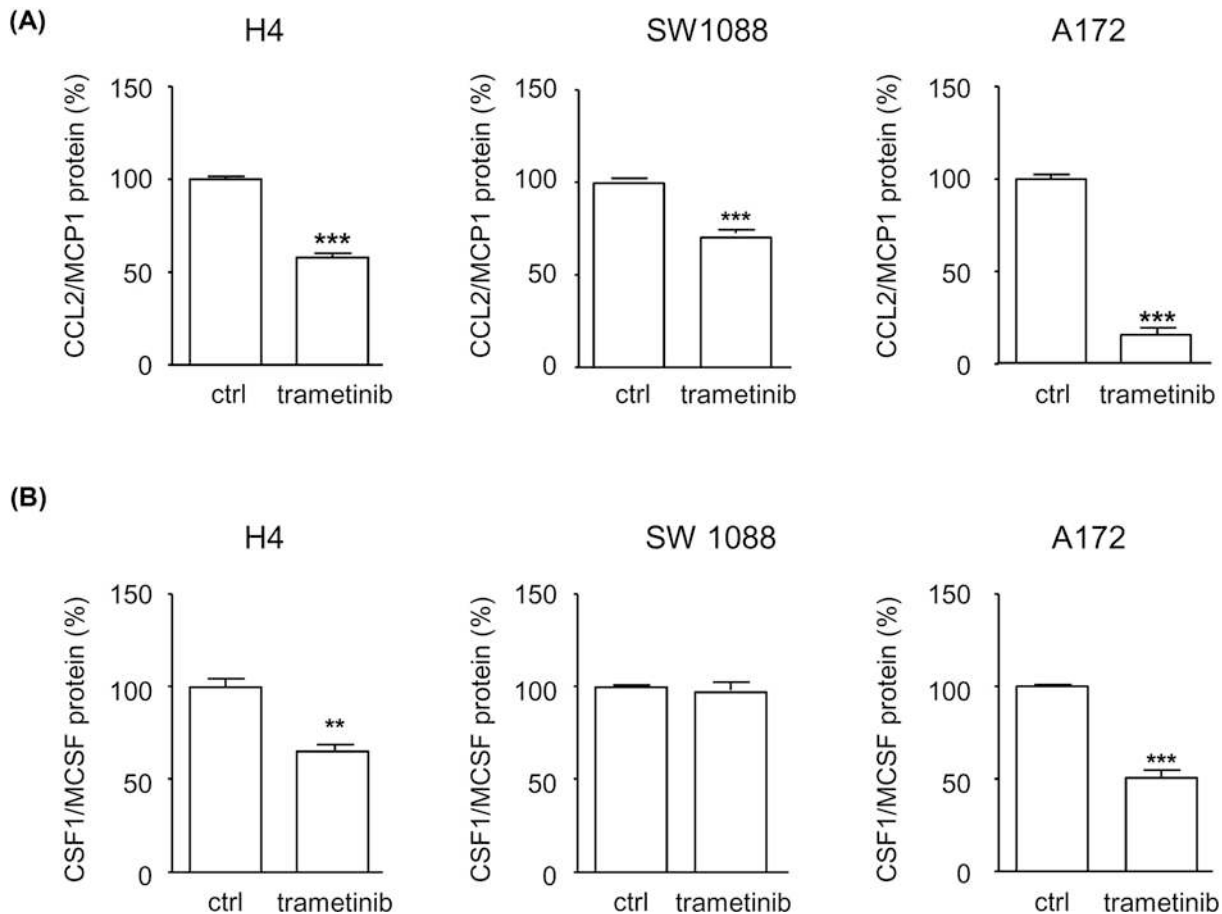 (A)
H4
SW1088
A172
CCL2/MCP1 protein (%)
150
100
50
0
***
ctrl trametinib
CCL2/MCP1 protein (%)
150
100
50
0
***
ctrl trametinib
CCL2/MCP1 protein (%)
150
100
50
0
***
ctrl trametinib
(B)
H4
SW 1088
A172
CSF1/MCSF protein (%)
150
100
50
0
**
ctrl trametinib
CSF1/MCSF protein (%)
150
100
50
0
ctrl trametinib
CSF1/MCSF protein (%)
150
100
50
0
***
ctrl trametinib